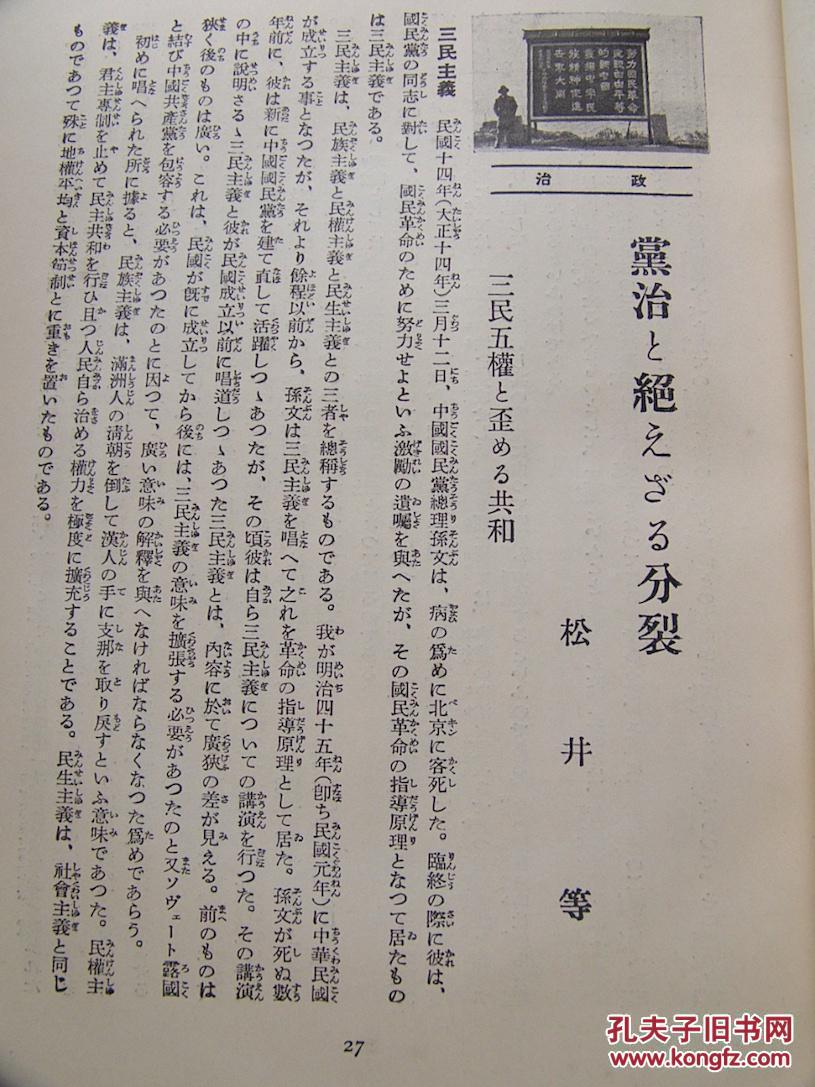 政治
黨治と絕えざる分裂
松井等
三民五權と歪める共和
三民主義　民國十四年(大正十四年)三月十二日、中國國民黨總理孫文は、病の爲めに北京に客死した。臨終の際に彼は、
國民黨の同志に對して、國民革命のために努力せよといふ激勵の遺囑を與へたが、その國民革命の指導原理となつて居たもの
は三民主義である。
三民主義は、民族主義と民權主義と民生主義との三者を總稱するものである。我が明治四十五年(卽ち民國元年)に中華民國
が成立する事となつたが、それより餘程以前から、孫文は三民主義を唱へて之れを革命の指導原理として居た。孫文が死ぬ數
年前に、彼は新に中國國民黨を建て直して活躍しつゝあつたが、その頃彼は自ら三民主義についての講演を行つた。その講演
の中に說明さるゝ三民主義と彼が民國成立以前に唱道しつゝあつた三民主義とは、內容に於て廣狹の差が見える。前のものは
狹く後のものは廣い。これは、民國が旣に成立してから後には、三民主義の意味を擴張する必要があつたのと又ソヴェート露國
と結び中國共產黨を包容する必要があつたのとに因つて、廣い意味の解釋を與へなければならなくなつた爲めであらう。
初めに唱へられた所に據ると、民族主義は、滿洲人の淸朝を倒して漢人の手に支那を取り戾すといふ意味であつた。民權主
義は、君主專制を止めて民主共和を行ひ且つ人民自ら治める權力を極度に擴充することである。民生主義は、社會主義と同じ
ものであつて殊に地權平均と資本節制とに重きを置いたものである。
27
孔夫子旧书网
kongfz.com